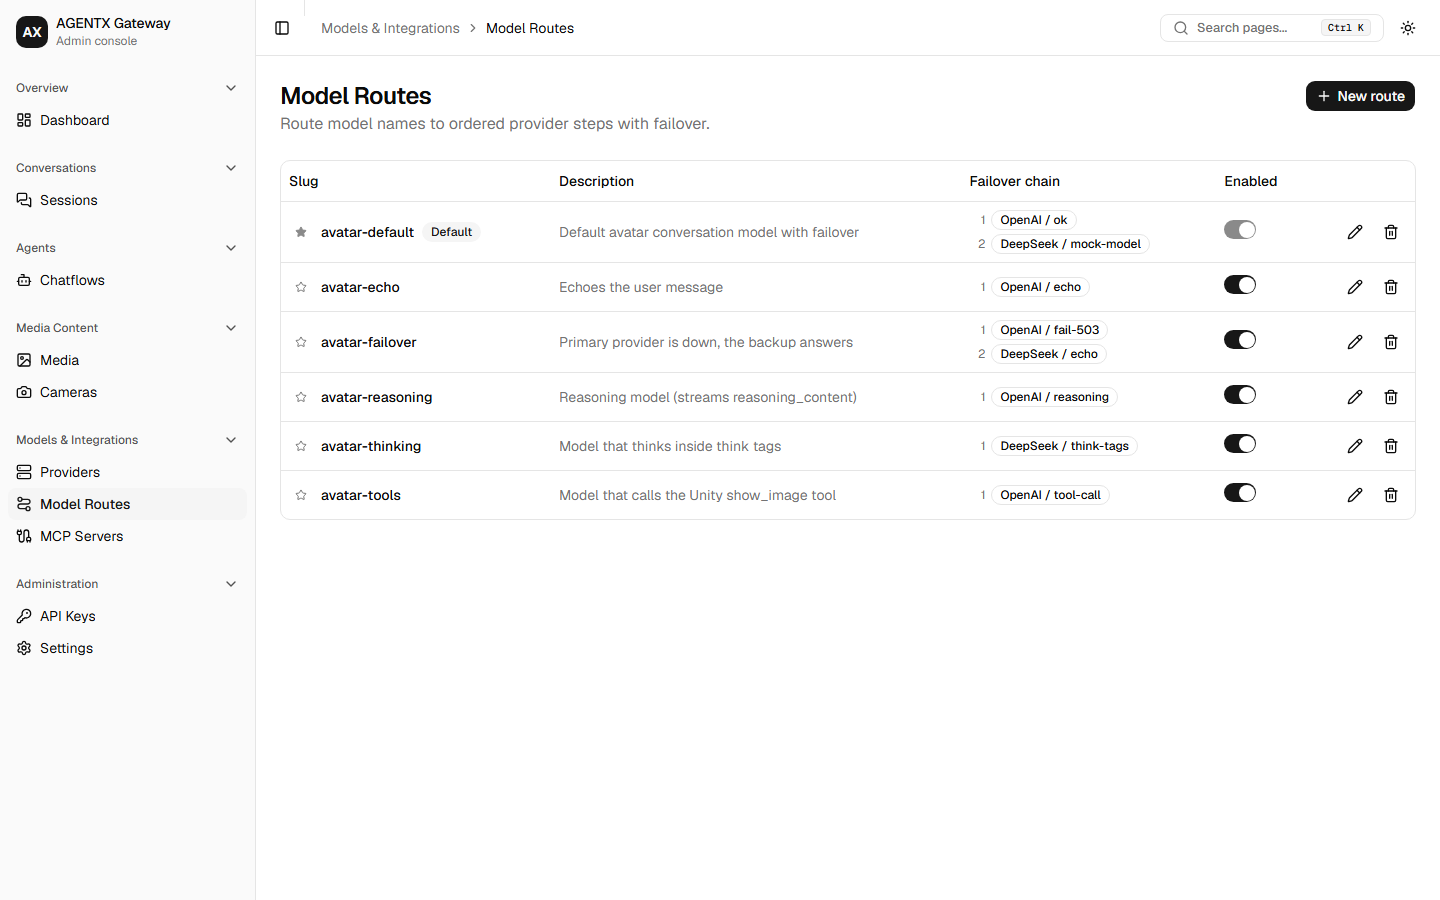 AX
AGENTX Gateway
Admin console
Overview
Dashboard
Conversations
Sessions
Agents
Chatflows
Media Content
Media
Cameras
Models & Integrations
Providers
Model Routes
MCP Servers
Administration
API Keys
Settings
Models & Integrations > Model Routes
Search pages... Ctrl K
Model Routes
Route model names to ordered provider steps with failover.
+ New route
Slug Description Failover chain Enabled
avatar-default Default Default avatar conversation model with failover
1 OpenAI / ok
2 DeepSeek / mock-model
avatar-echo Echoes the user message 1 OpenAI / echo
avatar-failover Primary provider is down, the backup answers
1 OpenAI / fail-503
2 DeepSeek / echo
avatar-reasoning Reasoning model (streams reasoning_content) 1 OpenAI / reasoning
avatar-thinking Model that thinks inside think tags 1 DeepSeek / think-tags
avatar-tools Model that calls the Unity show_image tool 1 OpenAI / tool-call